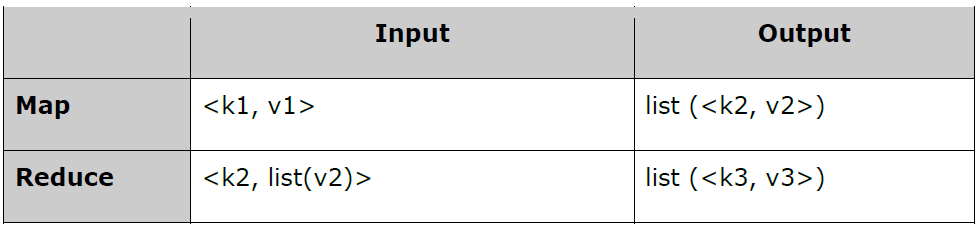 Input Output
Map <k1, v1> list (<k2, v2>)
Reduce <k2, list(v2)> list (<k3, v3>)